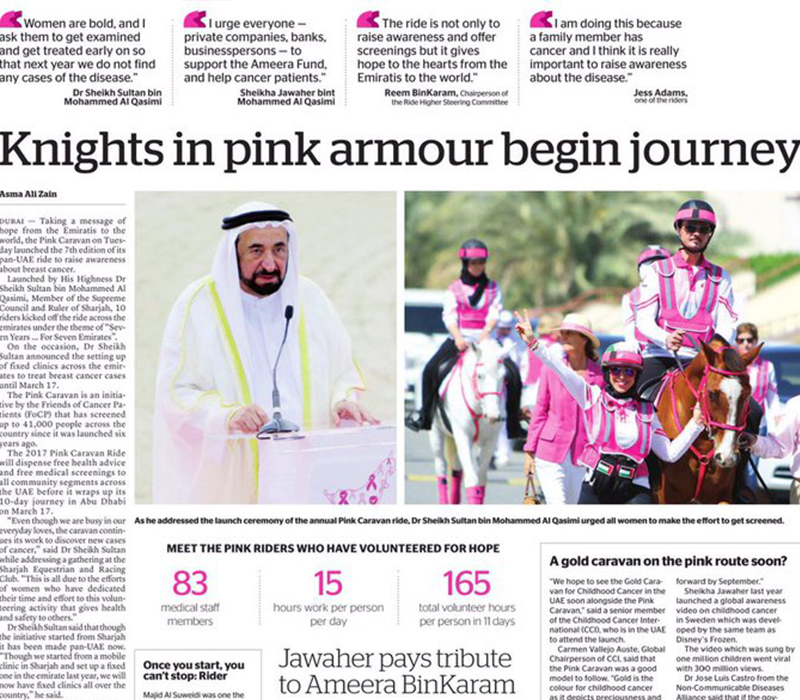 Women are bold, and I
ask them to get examined
and get treated early on so
that next year we do not find
any cases of the disease.”
Dr Sheikh Sultan bin
Mohammed Al Qasimi
I urge everyone —
private companies, banks,
businesspersons — to
support the Ameera Fund,
and help cancer patients.”
Sheikha Jawaher bint
Mohammed Al Qasimi
The ride is not only to
raise awareness and offer
screenings but it gives
hope to the hearts from the
Emiratis to the world.”
Reem BinKaram, Chairperson of
the Ride Higher Steering Committee
I am doing this because
a family member has
cancer and I think it is really
important to raise awareness
about the disease.”
Jess Adams,
one of the riders
Knights in pink armour begin journey
Asma Ali Zain
DUBAI — Taking a message of
hope from the Emiratis to the
world, the Pink Caravan on Tues-
day launched the 7th edition of its
pan-UAE ride to raise awareness
about breast cancer.
Launched by His Highness Dr
Sheikh Sultan bin Mohammed Al
Qasimi, Member of the Supreme
Council and Ruler of Sharjah, 10
riders kicked off the ride across the
emirates under the theme of "Sev-
en Years ... For Seven Emirates".
On the occasion, Dr Sheikh
Sultan announced the setting up
of fixed clinics across the emir-
ates to treat breast cancer cases
until March 17.
The Pink Caravan is an initia-
tive by the Friends of Cancer Pa-
tients (FoCP) that has screened
up to 41,000 people across the
country since it was launched six
years ago.
The 2017 Pink Caravan Ride
will dispense free health advice
and free medical screenings to
all community segments across
the UAE before it wraps up its
10-day journey in Abu Dhabi
on March 17.
"Even though we are busy in our
everyday loves, the caravan contin-
ues its work to discover new cases
of cancer," said Dr Sheikh Sultan
while addressing a gathering at the
Sharjah Equestrian and Racing
Club. "This is all due to the efforts
of women who have dedicated
their time and effort to this volun-
teering activity that gives health
and safety to others."
Dr Sheikh Sultan said that though
the initiative started from Sharjah
it has been made pan-UAE now.
"Though we started from a mobile
clinic in Sharjah and set up a fixed
one in the emirate last year, we will
now have fixed clinics all over the
country," he said.
As he addressed the launch ceremony of the annual Pink Caravan ride, Dr Sheikh Sultan bin Mohammed Al Qasimi urged all women to make the effort to get screened.
MEET THE PINK RIDERS WHO HAVE VOLUNTEERED FOR HOPE
83
medical staff
members
15
hours work per person
per day
165
total volunteer hours
per person in 11 days
Once you start, you
can't stop: Rider
Majid Al Suweidi was one the
Jawaher pays tribute
to Ameera BinKaram
A gold caravan on the pink route soon?
"We hope to see the Gold Cara-
van for Childhood Cancer in the
UAE soon alongside the Pink
Caravan," said a senior member
of the Childhood Cancer Inter-
national (CCI), who is in the UAE
to attend the launch.
Carmen Vellejo Auste, Global
Chairperson of CCI, said that
the Pink Caravan was a good
model to follow. "Gold is the
colour for childhood cancer
as it depicts preciousness and
forward by September."
Sheikha Jawaher last year
launched a global awareness
video on childhood cancer
in Sweden which was devel-
oped by the same team as
Disney's Frozen.
The video which was sung by
one million children went viral
with 300 million views.
Dr Jose Luis Castro from the
Non-Communicable Diseases
Alliance said that if the gov-